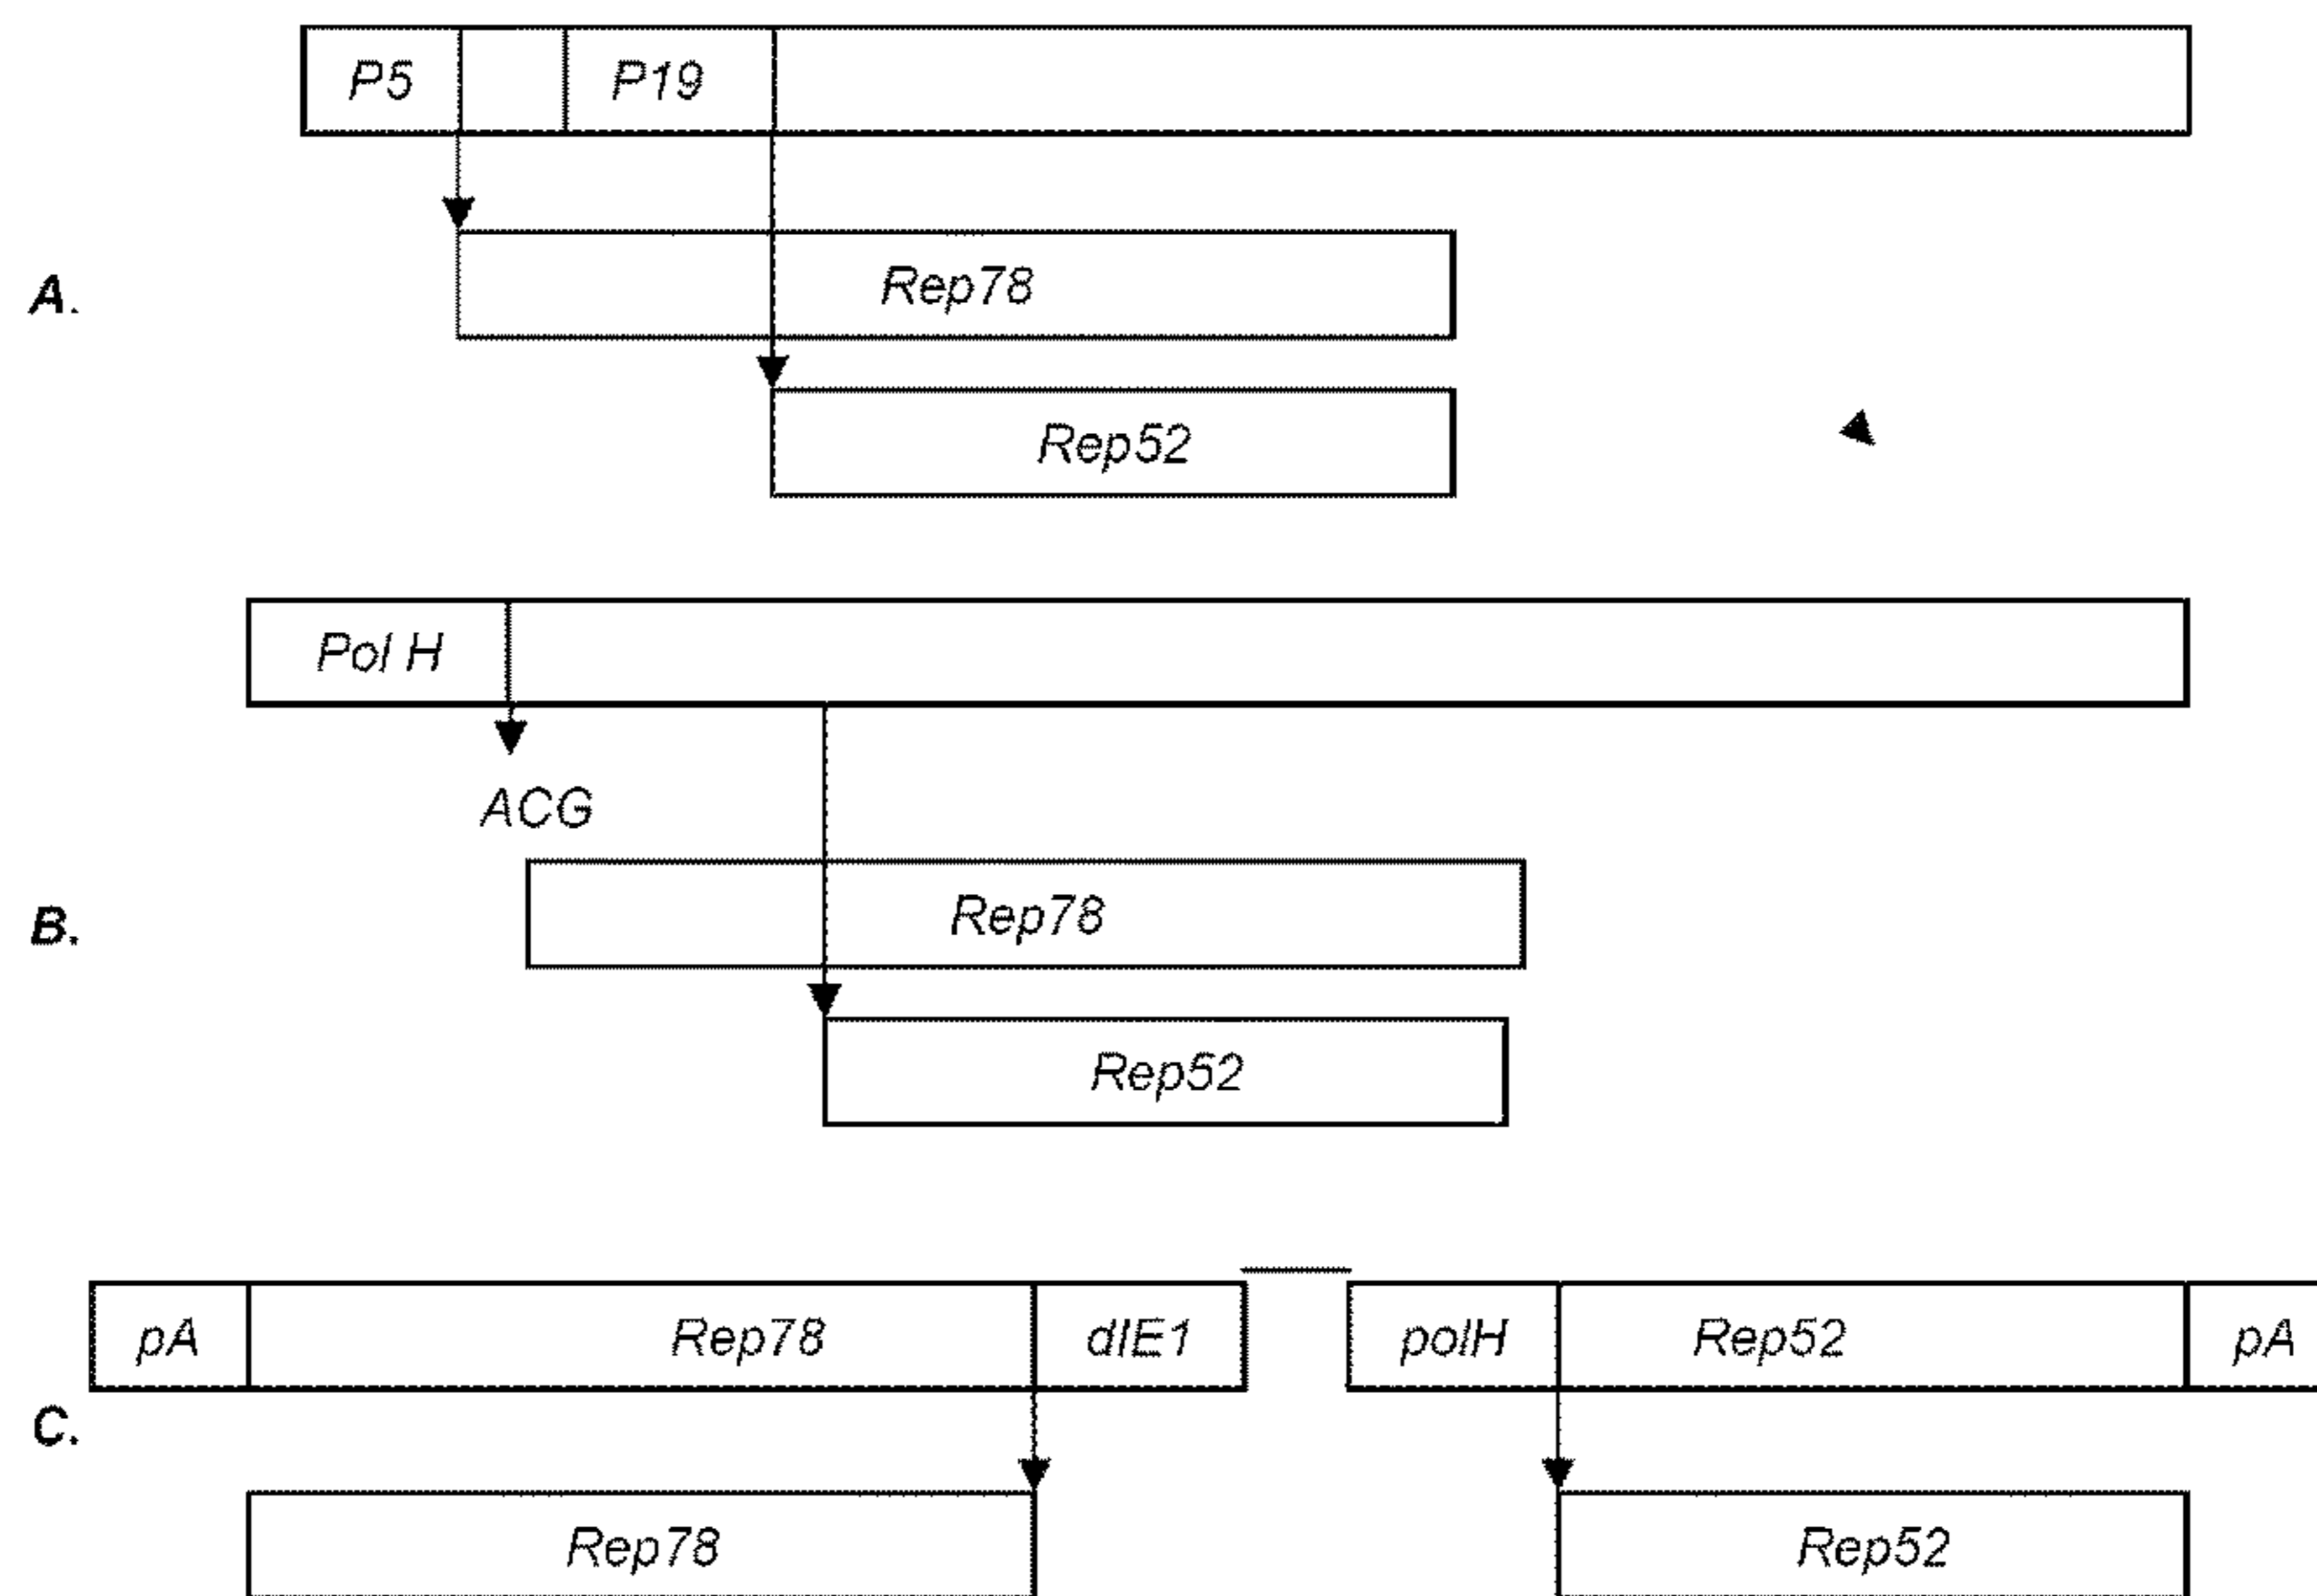 P5 P19
A.
Rep78
Rep52
Pol H
ACG
B.
Rep78
Rep52
pA Rep78 dIE1 polH Rep52 pA
C.
Rep78 Rep52